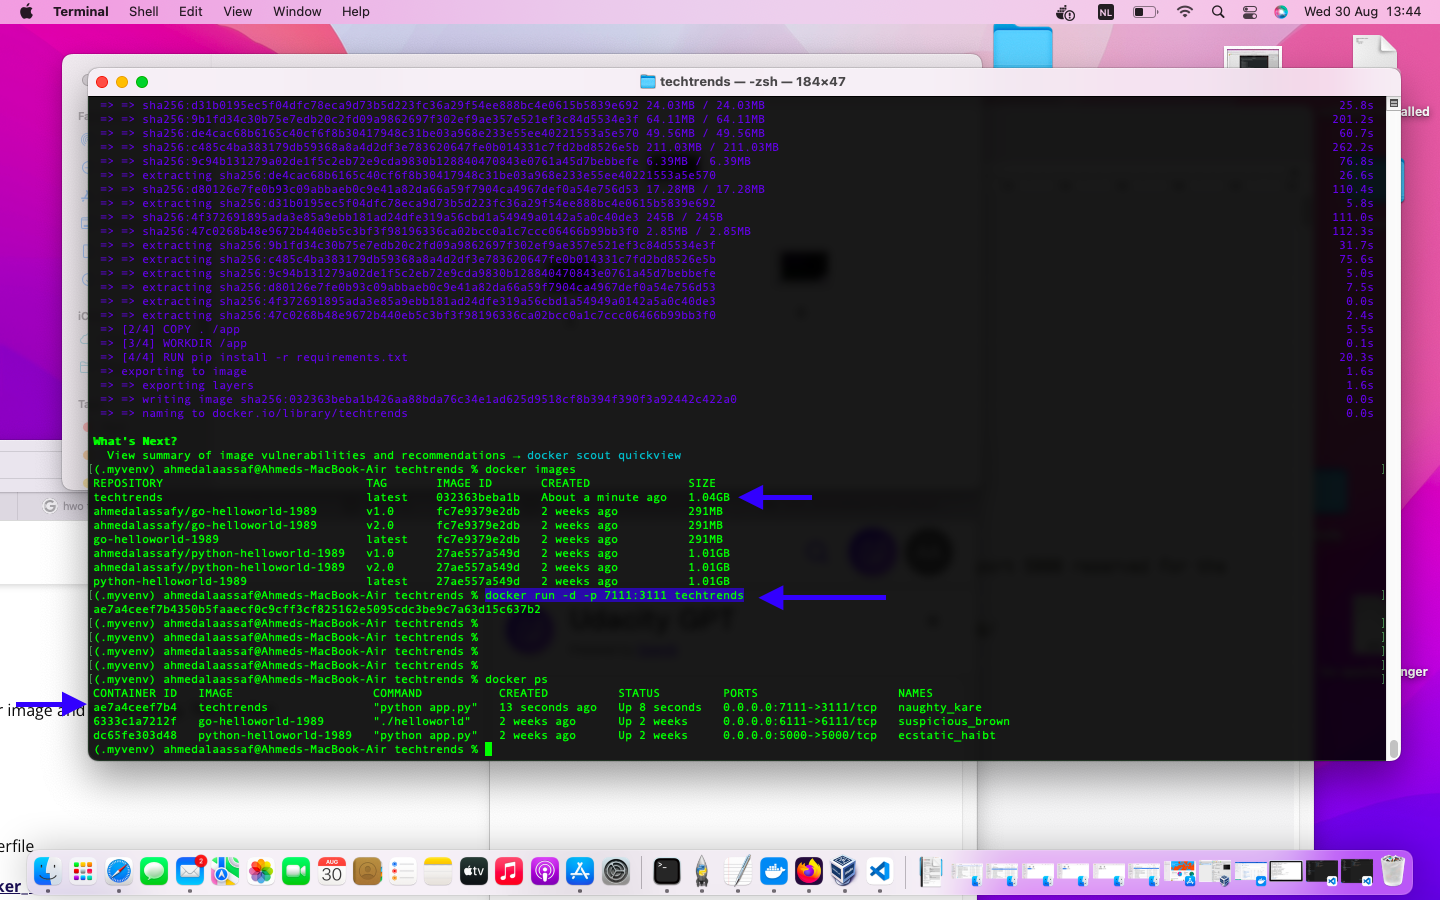 Terminal Shell Edit View Window Help NL Wed 30 Aug 13:44
techtrends — -zsh — 184×47
=> => sha256:d31b0195ec5f04dfc78eca9d73b5d223fc36a29f54ee888bc4e0615b5839e692 24.03MB / 24.03MB 25.8s
=> => sha256:9b1fd34c30b75e7edb20c2fd09a9862697f302ef9ae357e521ef3c84d5534e3f 64.11MB / 64.11MB 201.2s
=> => sha256:de4cac68b6165c40cf6f8b30417948c31be03a968e233e55ee40221553a5e570 49.56MB / 49.56MB 60.7s
=> => sha256:c485c4ba383179db59368a8a4d2df3e783620647fe0b014331c7fd2bd8526e5b 211.03MB / 211.03MB 262.2s
=> => sha256:9c94b131279a02de1f5c2eb72e9cda9830b128840470843e0761a45d7bebbefe 6.39MB / 6.39MB 76.8s
=> => extracting sha256:de4cac68b6165c40cf6f8b30417948c31be03a968e233e55ee40221553a5e570 26.6s
=> => sha256:d80126e7fe0b93c09abbaeb0c9e41a82da66a59f7904ca4967def0a54e756d53 17.28MB / 17.28MB 110.4s
=> => extracting sha256:d31b0195ec5f04dfc78eca9d73b5d223fc36a29f54ee888bc4e0615b5839e692 5.8s
=> => sha256:4f372691895ada3e85a9ebb181ad24dfe319a56cbd1a54949a0142a5a0c40de3 245B / 245B 111.0s
=> => sha256:47c0268b48e9672b440eb5c3bf3f98196336ca02bcc0a1c7ccc06466b99bb3f0 2.85MB / 2.85MB 112.3s
=> => extracting sha256:9b1fd34c30b75e7edb20c2fd09a9862697f302ef9ae357e521ef3c84d5534e3f 31.7s
=> => extracting sha256:c485c4ba383179db59368a8a4d2df3e783620647fe0b014331c7fd2bd8526e5b 75.6s
=> => extracting sha256:9c94b131279a02de1f5c2eb72e9cda9830b128840470843e0761a45d7bebbefe 5.0s
=> => extracting sha256:d80126e7fe0b93c09abbaeb0c9e41a82da66a59f7904ca4967def0a54e756d53 7.5s
=> => extracting sha256:4f372691895ada3e85a9ebb181ad24dfe319a56cbd1a54949a0142a5a0c40de3 0.0s
=> => extracting sha256:47c0268b48e9672b440eb5c3bf3f98196336ca02bcc0a1c7ccc06466b99bb3f0 2.4s
=> [2/4] COPY . /app 5.5s
=> [3/4] WORKDIR /app 0.1s
=> [4/4] RUN pip install -r requirements.txt 20.3s
=> exporting to image 1.6s
=> => exporting layers 1.6s
=> => writing image sha256:032363beba1b426aa88bda76c34e1ad625d9518cf8b394f390f3a92442c422a0 0.0s
=> => naming to docker.io/library/techtrends 0.0s
What's Next?
View summary of image vulnerabilities and recommendations → docker scout quickview
[(.myvenv) ahmedalaassaf@Ahmeds-MacBook-Air techtrends % docker images ]
REPOSITORY TAG IMAGE ID CREATED SIZE
techtrends latest 032363beba1b About a minute ago 1.04GB
ahmedalassafy/go-helloworld-1989 v1.0 fc7e9379e2db 2 weeks ago 291MB
ahmedalassafy/go-helloworld-1989 v2.0 fc7e9379e2db 2 weeks ago 291MB
go-helloworld-1989 latest fc7e9379e2db 2 weeks ago 291MB
ahmedalassafy/python-helloworld-1989 v1.0 27ae557a549d 2 weeks ago 1.01GB
ahmedalassafy/python-helloworld-1989 v2.0 27ae557a549d 2 weeks ago 1.01GB
python-helloworld-1989 latest 27ae557a549d 2 weeks ago 1.01GB
[(.myvenv) ahmedalaassaf@Ahmeds-MacBook-Air techtrends % docker run -d -p 7111:3111 techtrends ]
ae7a4ceef7b4350b5faaecf0c9cff3cf825162e5095cdc3be9c7a63d15c637b2
[(.myvenv) ahmedalaassaf@Ahmeds-MacBook-Air techtrends % ]
[(.myvenv) ahmedalaassaf@Ahmeds-MacBook-Air techtrends % ]
[(.myvenv) ahmedalaassaf@Ahmeds-MacBook-Air techtrends % ]
[(.myvenv) ahmedalaassaf@Ahmeds-MacBook-Air techtrends % ]
[(.myvenv) ahmedalaassaf@Ahmeds-MacBook-Air techtrends % docker ps ]
CONTAINER ID IMAGE COMMAND CREATED STATUS PORTS NAMES
ae7a4ceef7b4 techtrends "python app.py" 13 seconds ago Up 8 seconds 0.0.0.0:7111->3111/tcp naughty_kare
6333c1a7212f go-helloworld-1989 "./helloworld" 2 weeks ago Up 2 weeks 0.0.0.0:6111->6111/tcp suspicious_brown
dc65fe303d48 python-helloworld-1989 "python app.py" 2 weeks ago Up 2 weeks 0.0.0.0:5000->5000/tcp ecstatic_haibt
(.myvenv) ahmedalaassaf@Ahmeds-MacBook-Air techtrends %
Fa
iC
Ta
hwo
r image and
erfile
ker_
alled
nger
Udacity GPT
2
AUG
30
tv